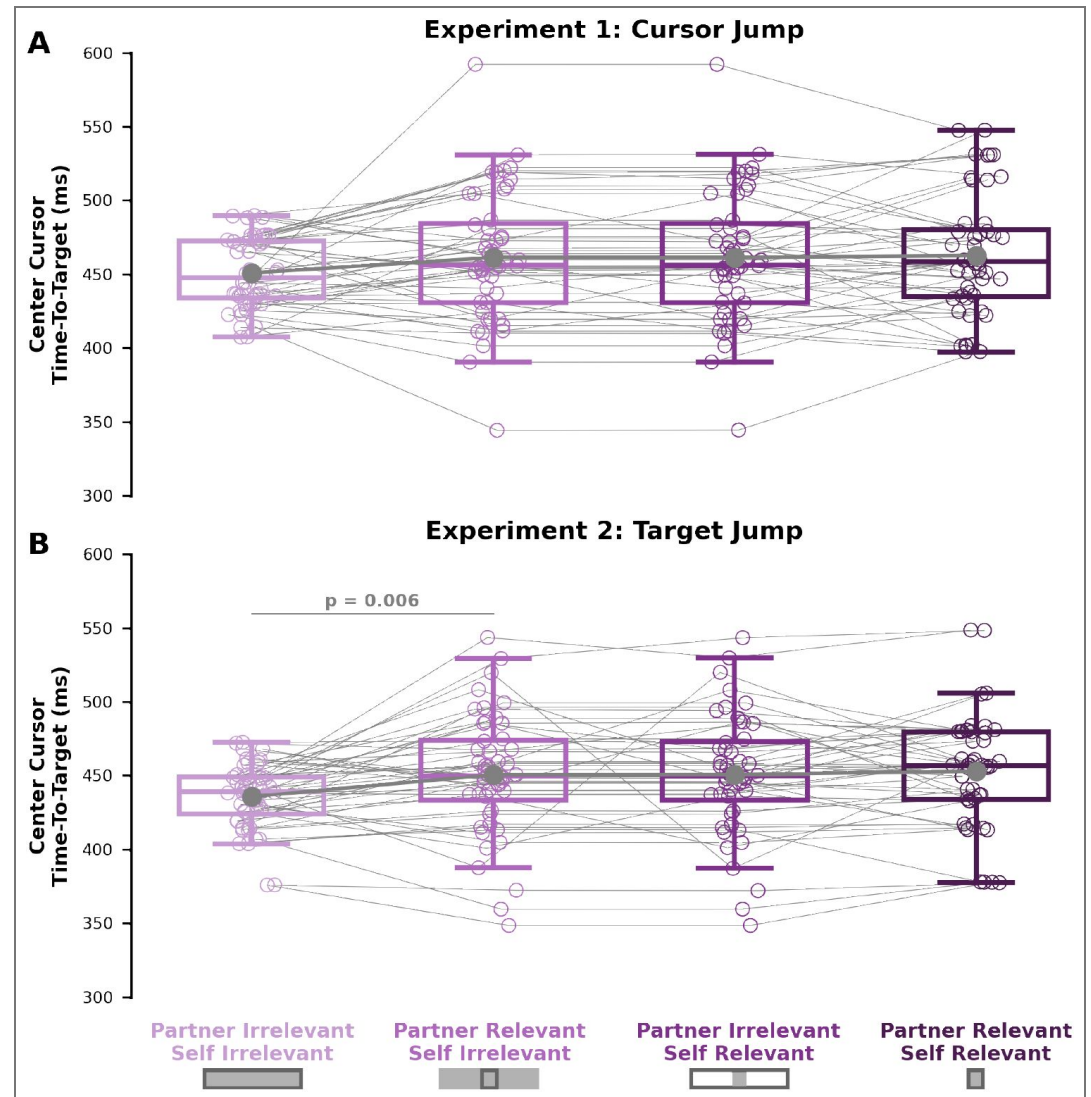 A
Experiment 1: Cursor Jump
Center Cursor
Time-To-Target (ms)
600
550
500
450
400
350
300
B
Experiment 2: Target Jump
Center Cursor
Time-To-Target (ms)
600
550
500
450
400
350
300
p = 0.006
Partner Irrelevant
Self Irrelevant
Partner Relevant
Self Irrelevant
Partner Irrelevant
Self Relevant
Partner Relevant
Self Relevant